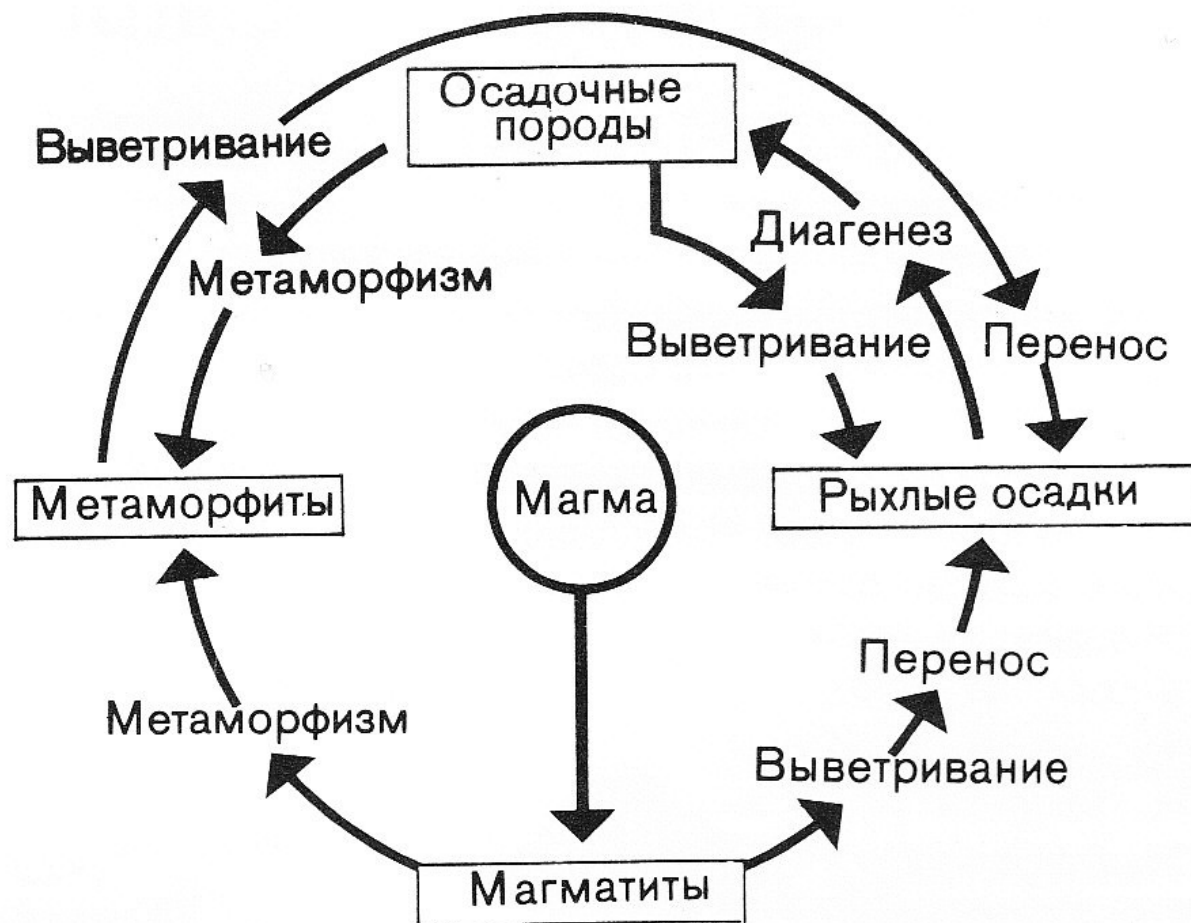 Осадочные
породы
Выветривание
Диагенез
Метаморфизм
Выветривание
Перенос
Метаморфиты
Магма
Рыхлые осадки
Перенос
Метаморфизм
Выветривание
Магматиты